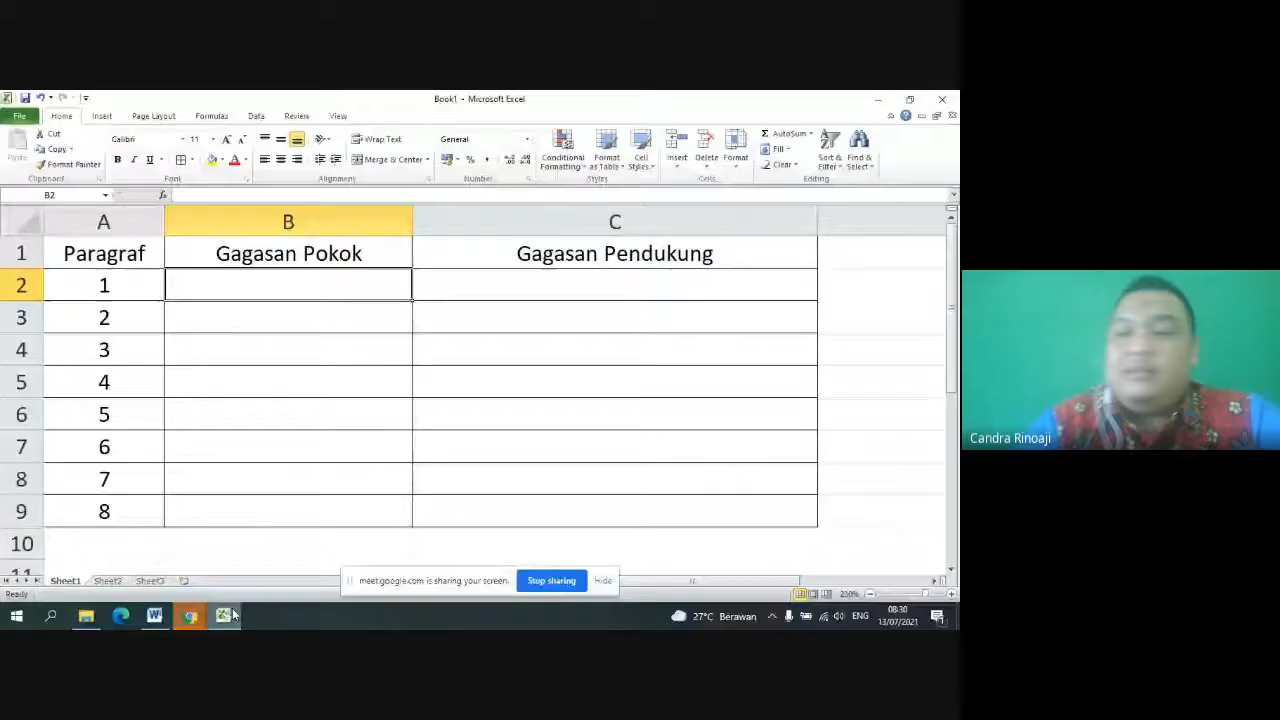 Book1 - Microsoft Excel
File Home Insert Page Layout Formulas Data Review View
Cut Calibri 11 Wrap Text General AutoSum
Paste Copy Fill
Format Painter B I U Merge & Center % Conditional Formatting Format as Table Cell Styles Insert Delete Format Clear Sort & Filter Find & Select
Clipboard Font Alignment Number Styles Cells Editing
B2 fx
A B C
1 Paragraf Gagasan Pokok Gagasan Pendukung
2 1
3 2
4 3
5 4
6 5
7 6
8 7
9 8
10
11
Sheet1 Sheet2 Sheet3
meet.google.com is sharing your screen. Stop sharing Hide
Ready 230%
27°C Berawan ENG 08:30
13/07/2021
Candra Rinoaji